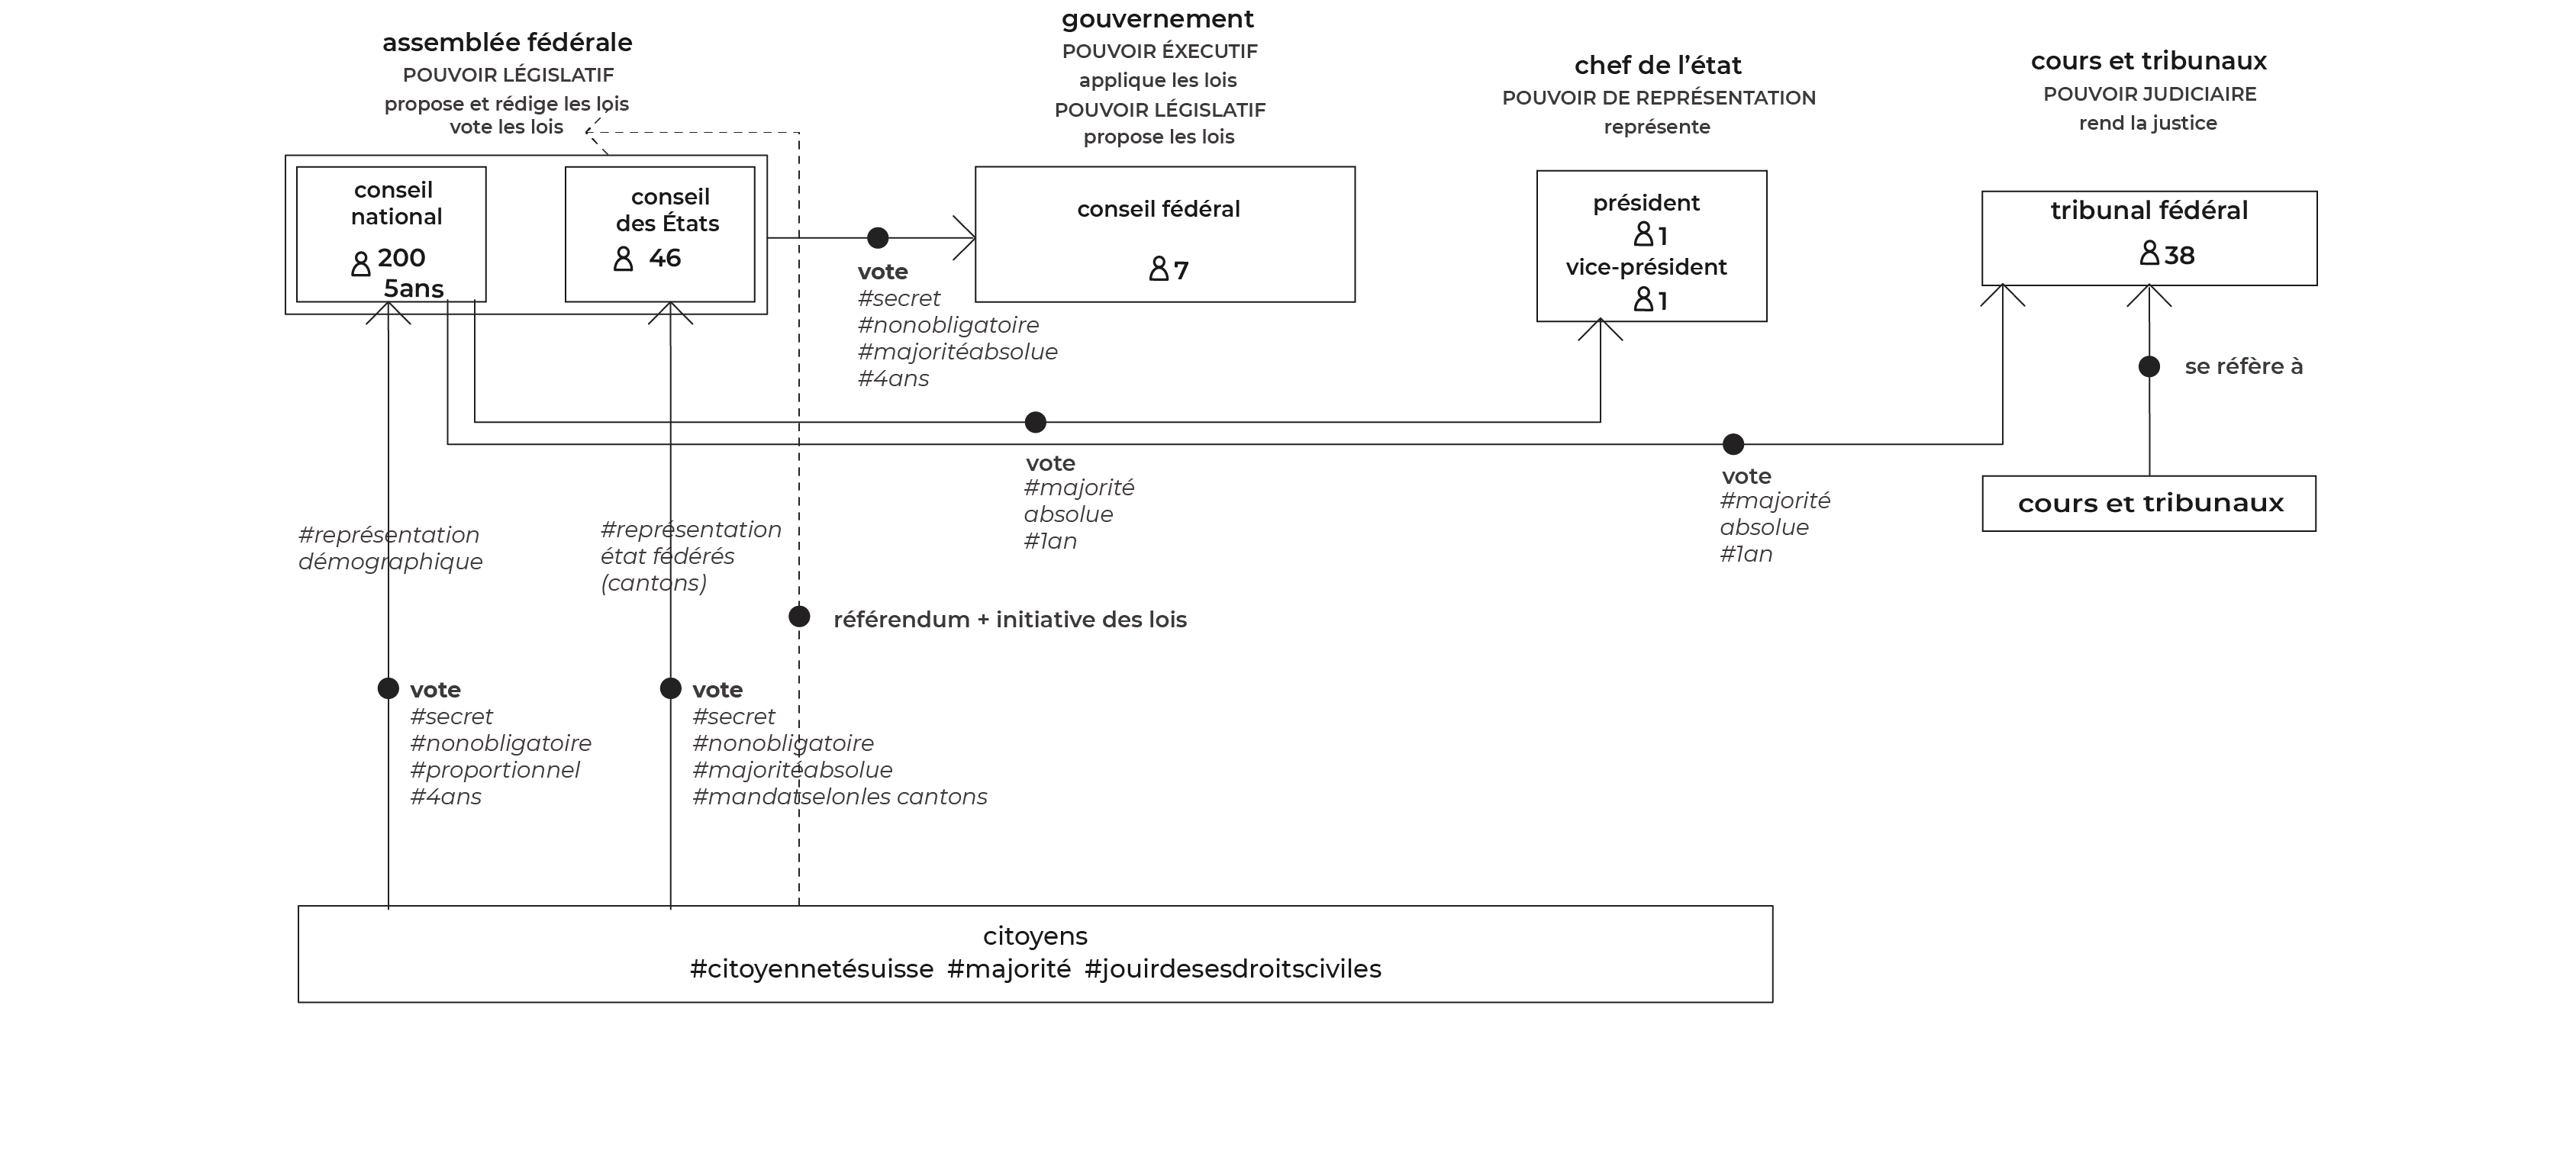 assemblée fédérale
POUVOIR LÉGISLATIF
propose et rédige les lois
vote les lois
gouvernement
POUVOIR ÉXECUTIF
applique les lois
POUVOIR LÉGISLATIF
propose les lois
chef de l’état
POUVOIR DE REPRÉSENTATION
représente
cours et tribunaux
POUVOIR JUDICIAIRE
rend la justice
conseil
national
200
5ans
conseil
des États
46
vote
#secret
#nonobligatoire
#majoritéabsolue
#4ans
conseil fédéral
7
président
1
vice-président
1
tribunal fédéral
38
se réfère à
cours et tribunaux
vote
#majorité
absolue
#1an
vote
#majorité
absolue
#1an
#représentation
démographique
#représentation
état fédérés
(cantons)
référendum + initiative des lois
vote
#secret
#nonobligatoire
#proportionnel
#4ans
vote
#secret
#nonobligatoire
#majoritéabsolue
#mandatselonles cantons
citoyens
#citoyennetésuisse #majorité #jouirdesesdroitsciviles